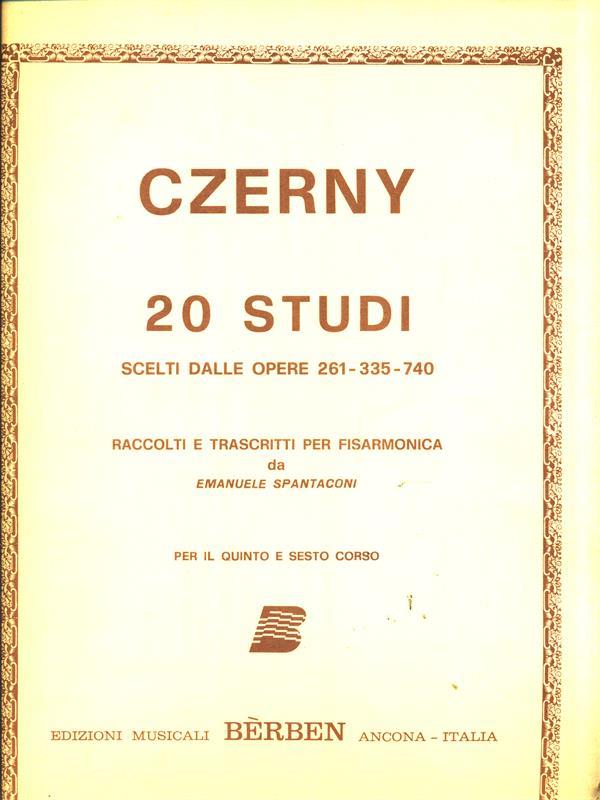 CZERNY
20 STUDI
SCELTI DALLE OPERE 261-335-740
RACCOLTI E TRASCRITTI PER FISARMONICA
da
EMANUELE SPANTACONI
PER IL QUINTO E SESTO CORSO
B
EDIZIONI MUSICALI BÈRBEN ANCONA - ITALIA